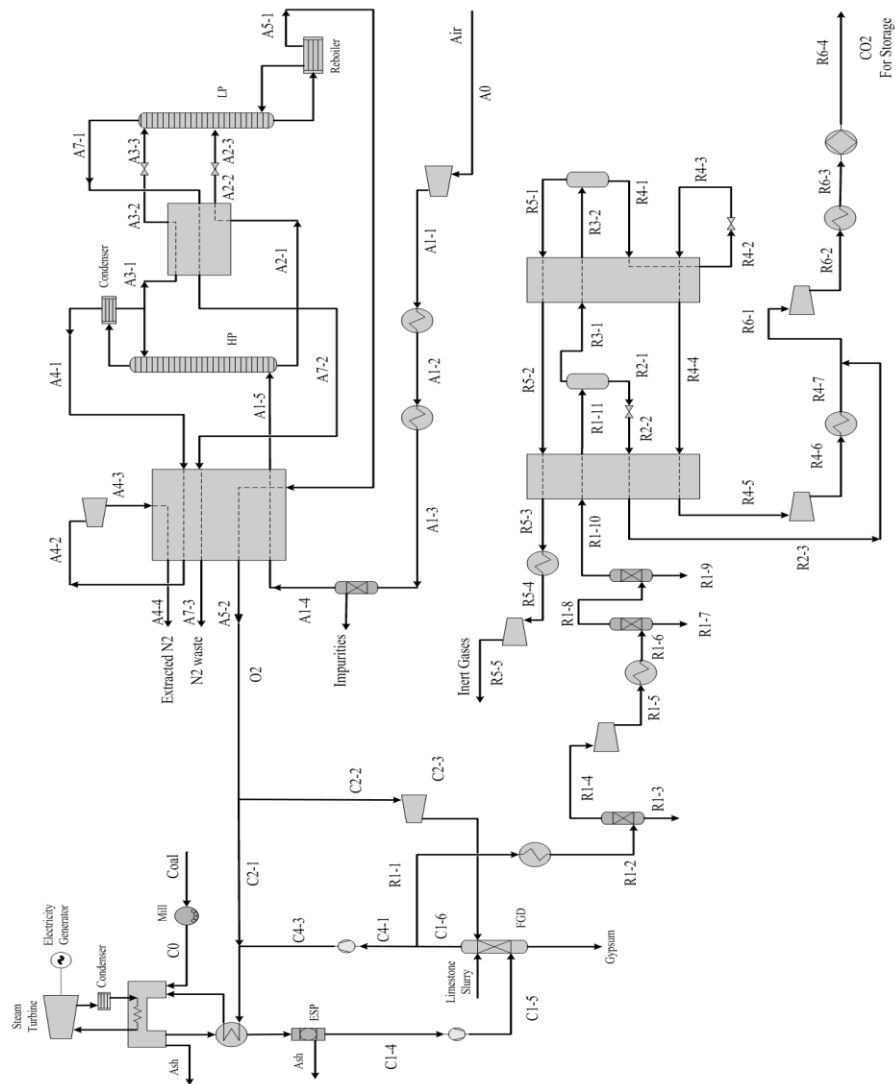 A5-1
Reboiler
LP
A7-1
A3-3
A2-3
A2-2
A3-2
A3-1
Condenser
A2-1
HP
A4-1
A7-2
A1-5
Air
A0
A1-1
A1-2
A1-3
A4-3
A4-2
A4-4
A7-3
A5-2
A1-4
Extracted N2
N2 waste
O2
Impurities
R6-4
CO2
For Storage
R6-3
R6-2
R6-1
R5-1
R3-2
R4-1
R4-3
R4-2
R5-2
R3-1
R2-1
R4-4
R4-7
R1-11
R2-2
R4-6
R5-3
R1-10
R4-5
R2-3
R5-4
R1-9
R1-8
R1-7
R1-6
Inert Gases
R5-5
R1-5
R1-4
R1-3
R1-2
C2-2
C2-3
R1-1
C2-1
Coal
Mill
C0
Electricity
Generator
Condenser
Steam
Turbine
C4-3
C4-1
C1-6
FGD
Limestone
Slurry
Gypsum
C1-5
ESP
Ash
Ash
C1-4